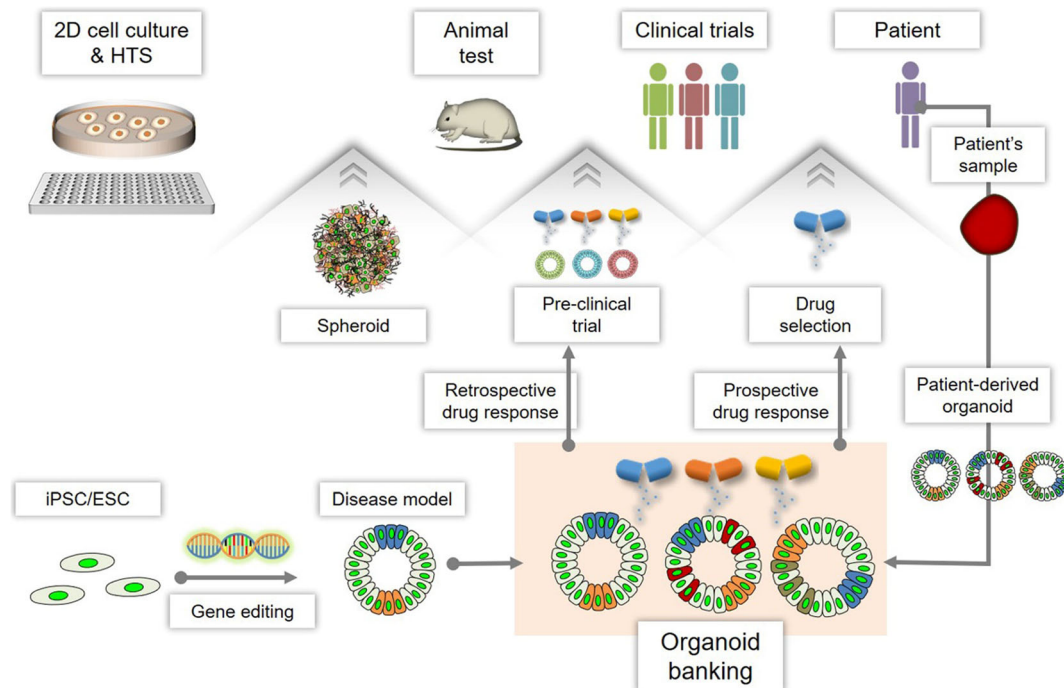 2D cell culture
& HTS
Animal
test
Clinical trials
Patient
Patient's
sample
Spheroid
Pre-clinical
trial
Drug
selection
Retrospective
drug response
Prospective
drug response
Patient-derived
organoid
iPSC/ESC
Disease model
Gene editing
Organoid
banking